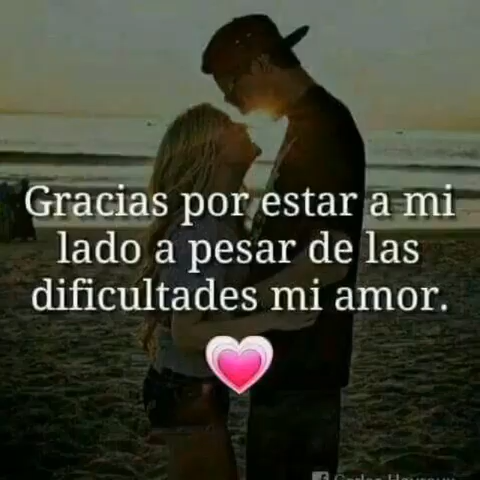 Gracias por estar a mi
lado a pesar de las
dificultades mi amor.